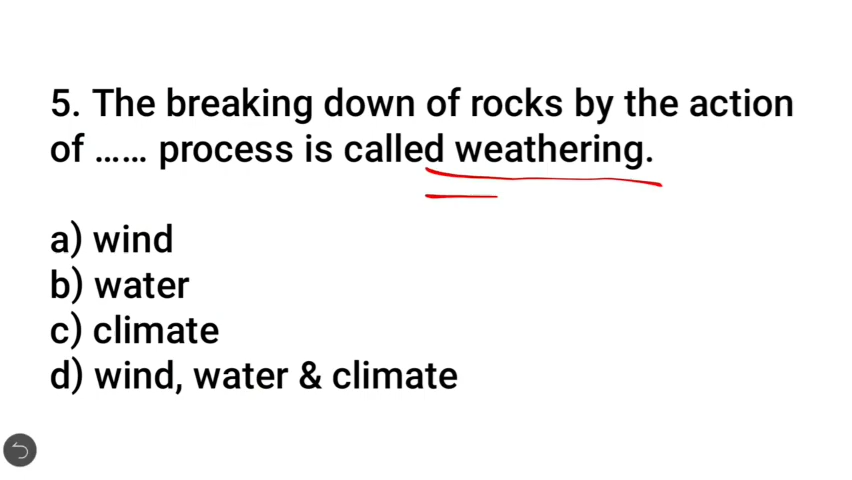 5. The breaking down of rocks by the action
of ...... process is called weathering.
a) wind
b) water
c) climate
d) wind, water & climate